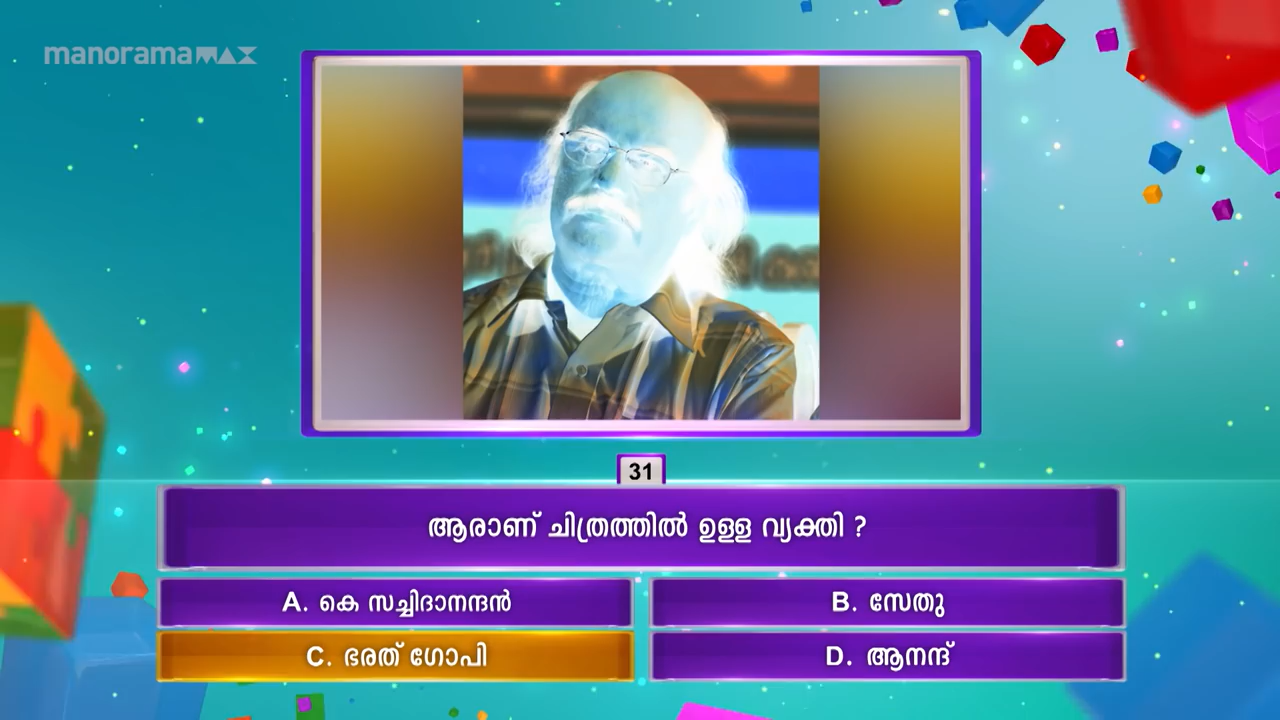 manoramaMAX
31
ആരാണ് ചിത്രത്തിൽ ഉള്ള വ്യക്തി ?
A. കെ സച്ചിദാനന്ദൻ
B. സേതു
C. ഭരത് ഗോപി
D. ആനന്ദ്